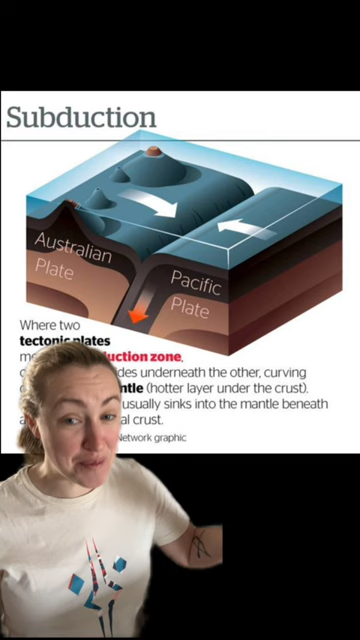 Subduction
Australian
Plate
Pacific
Plate
Where two
tectonic plates
uction zone,
des underneath the other, curving
ntle (hotter layer under the crust).
usually sinks into the mantle beneath
al crust.
Network graphic